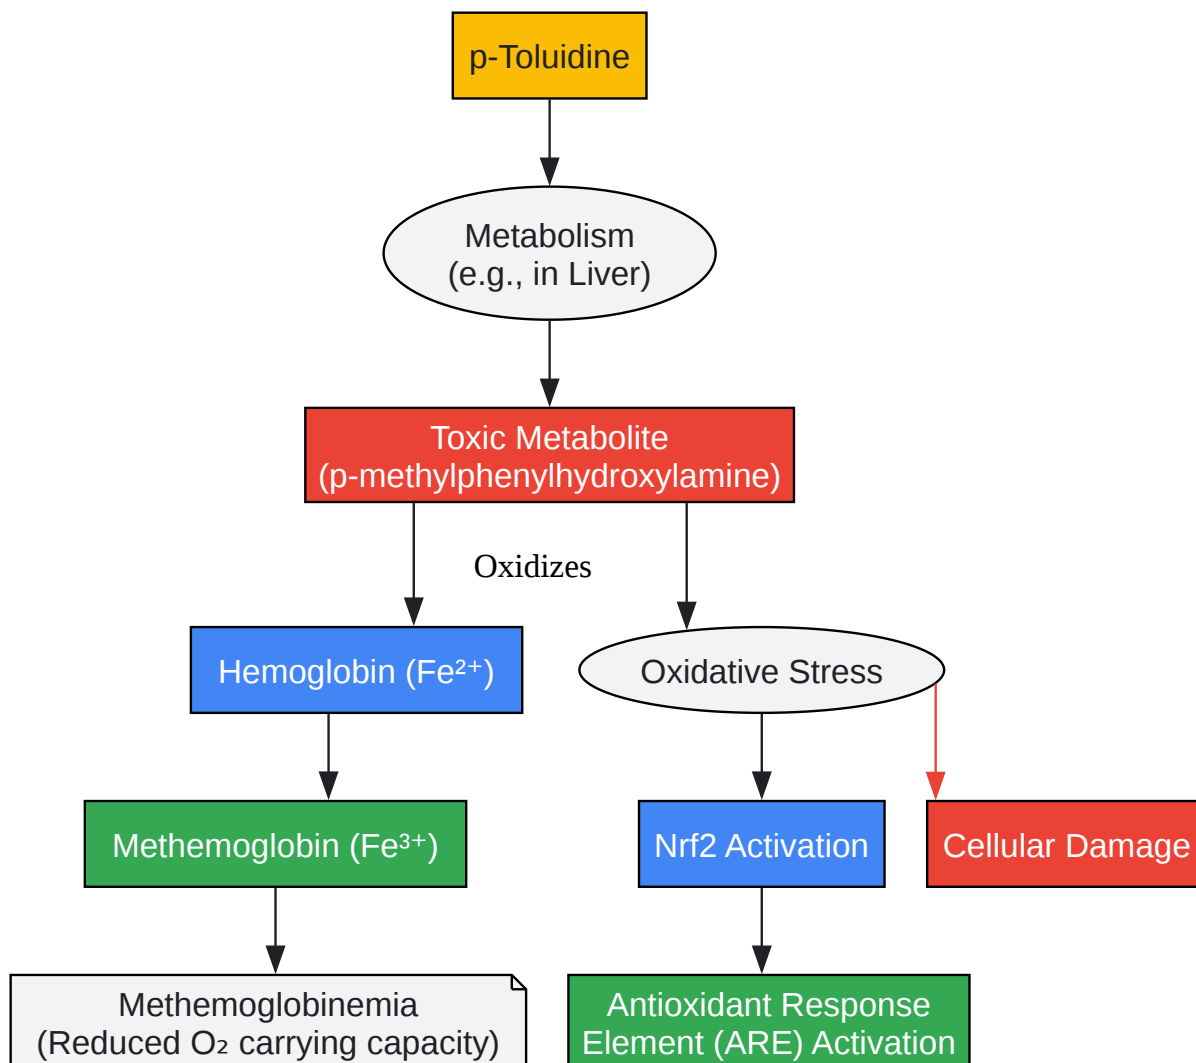 p-Toluidine
Metabolism
(e.g., in Liver)
Toxic Metabolite
(p-methylphenylhydroxylamine)
Oxidizes
Hemoglobin (Fe²⁺)
Oxidative Stress
Methemoglobin (Fe³⁺)
Nrf2 Activation
Cellular Damage
Methemoglobinemia
(Reduced O₂ carrying capacity)
Antioxidant Response
Element (ARE) Activation